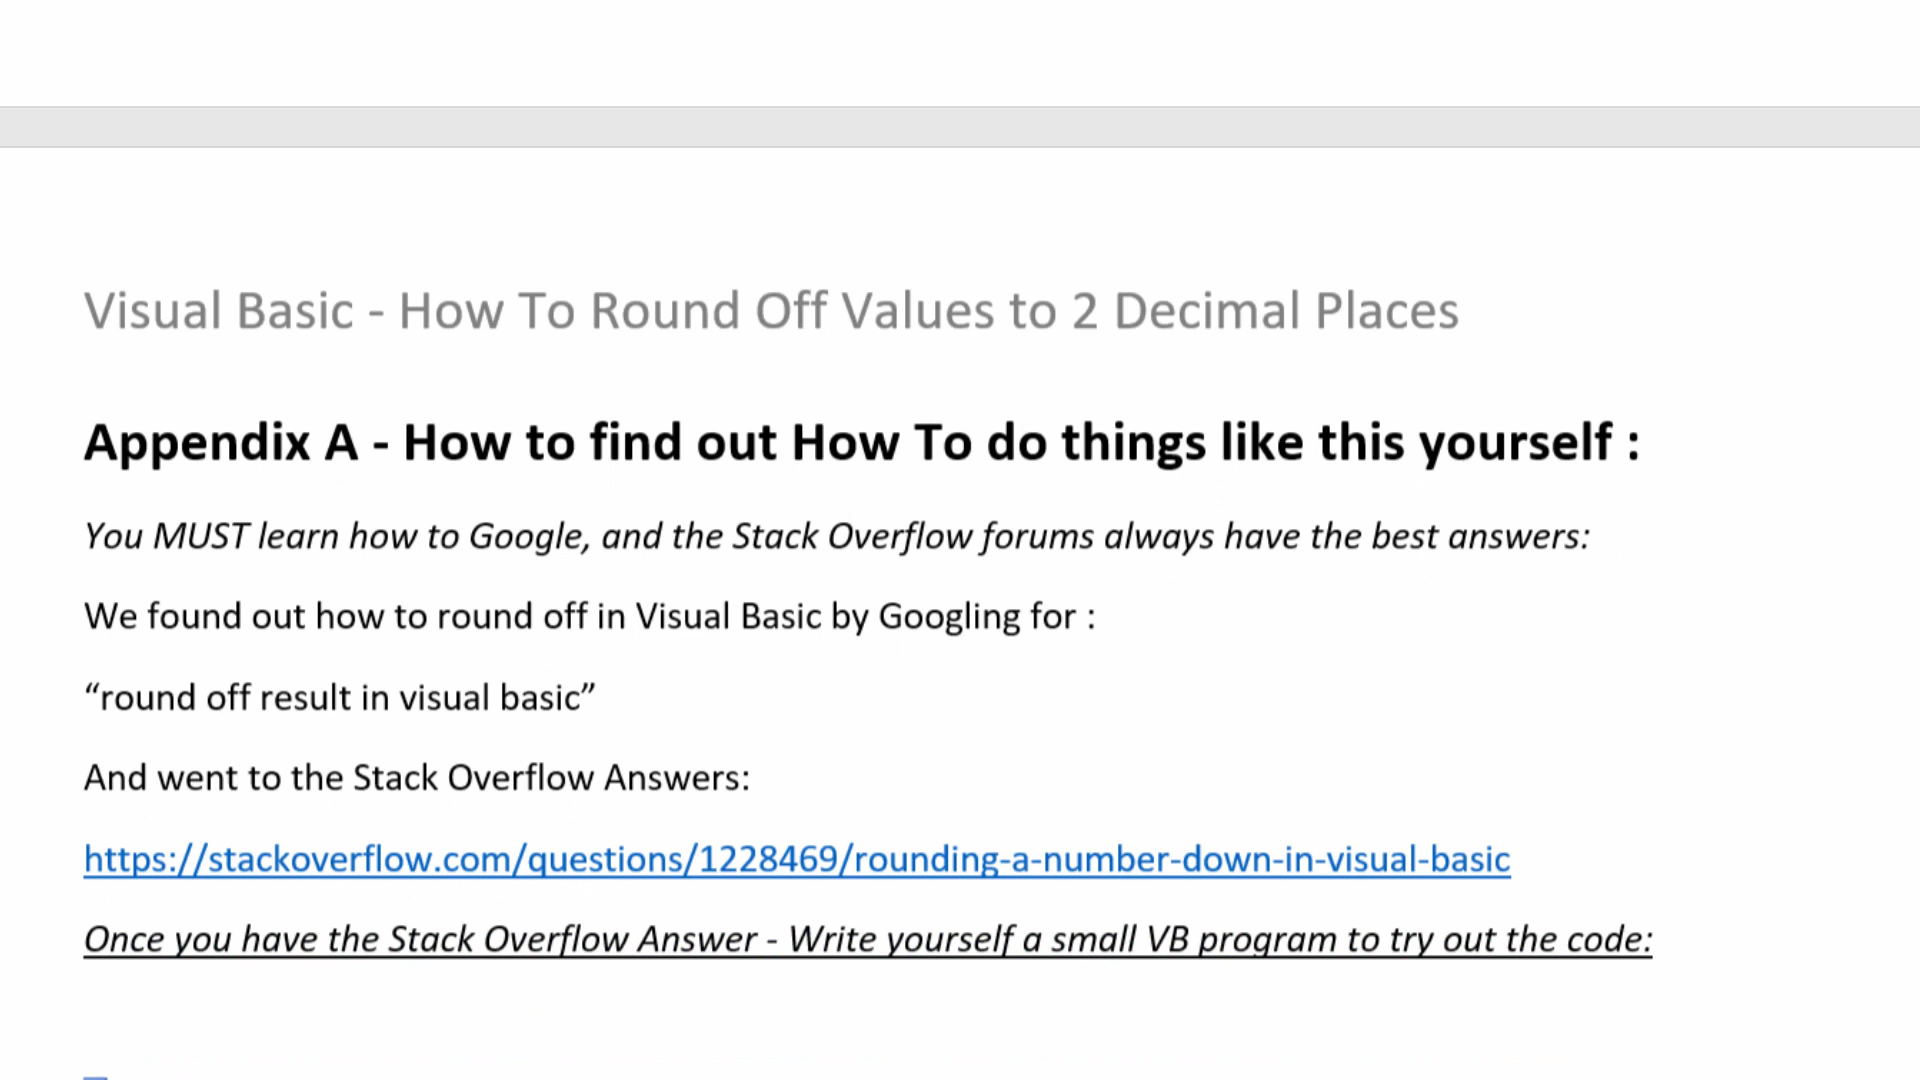 Visual Basic - How To Round Off Values to 2 Decimal Places
Appendix A - How to find out How To do things like this yourself :
You MUST learn how to Google, and the Stack Overflow forums always have the best answers:
We found out how to round off in Visual Basic by Googling for :
“round off result in visual basic”
And went to the Stack Overflow Answers:
https://stackoverflow.com/questions/1228469/rounding-a-number-down-in-visual-basic
Once you have the Stack Overflow Answer - Write yourself a small VB program to try out the code: